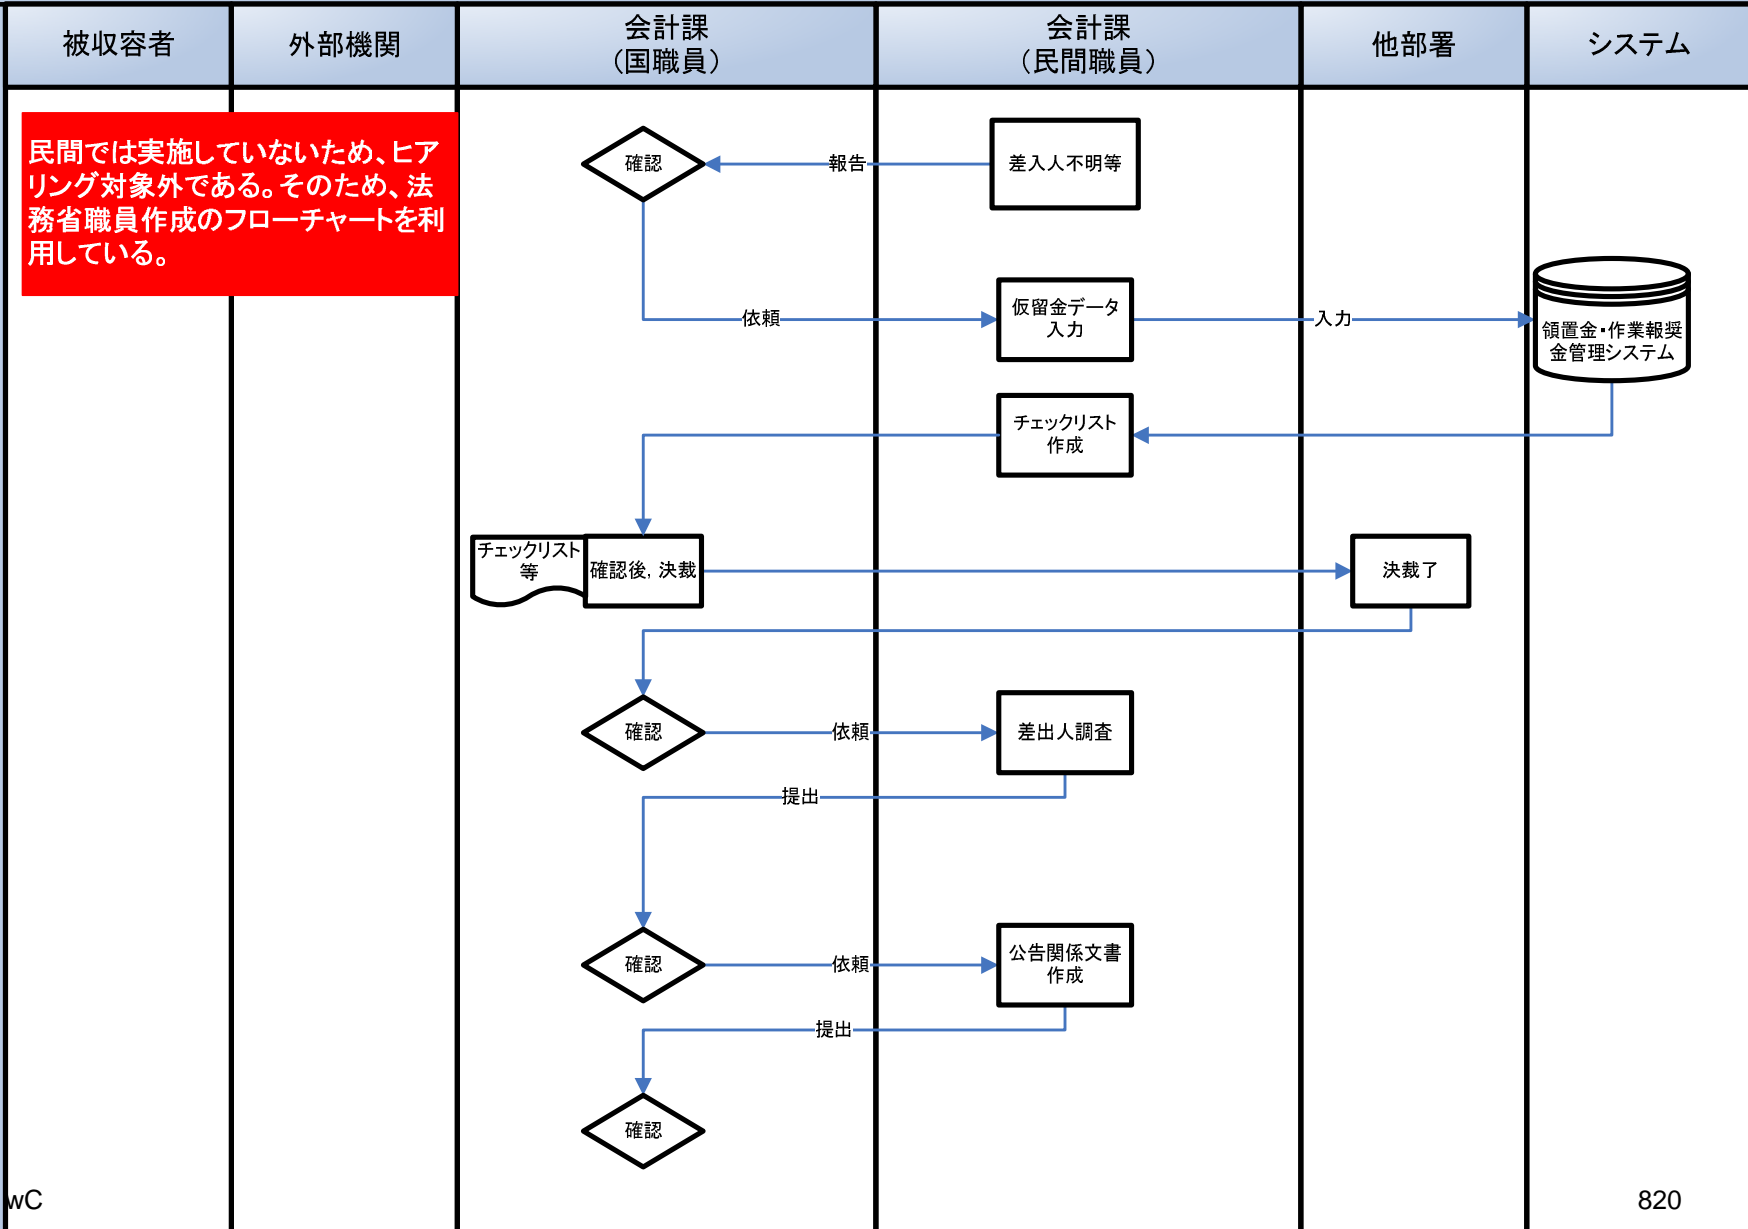 被収容者
外部機関
会計課
（国職員）
会計課
（民間職員）
他部署
システム
民間では実施していないため、ヒア
リング対象外である。そのため、法
務省職員作成のフローチャートを利
用している。
確認
報告
差入人不明等
依頼
仮留金データ
入力
入力
領置金・作業報奨
金管理システム
チェックリスト
作成
チェックリスト
等
確認後，決裁
決裁了
確認
依頼
差出人調査
提出
確認
依頼
公告関係文書
作成
提出
確認
wC
820